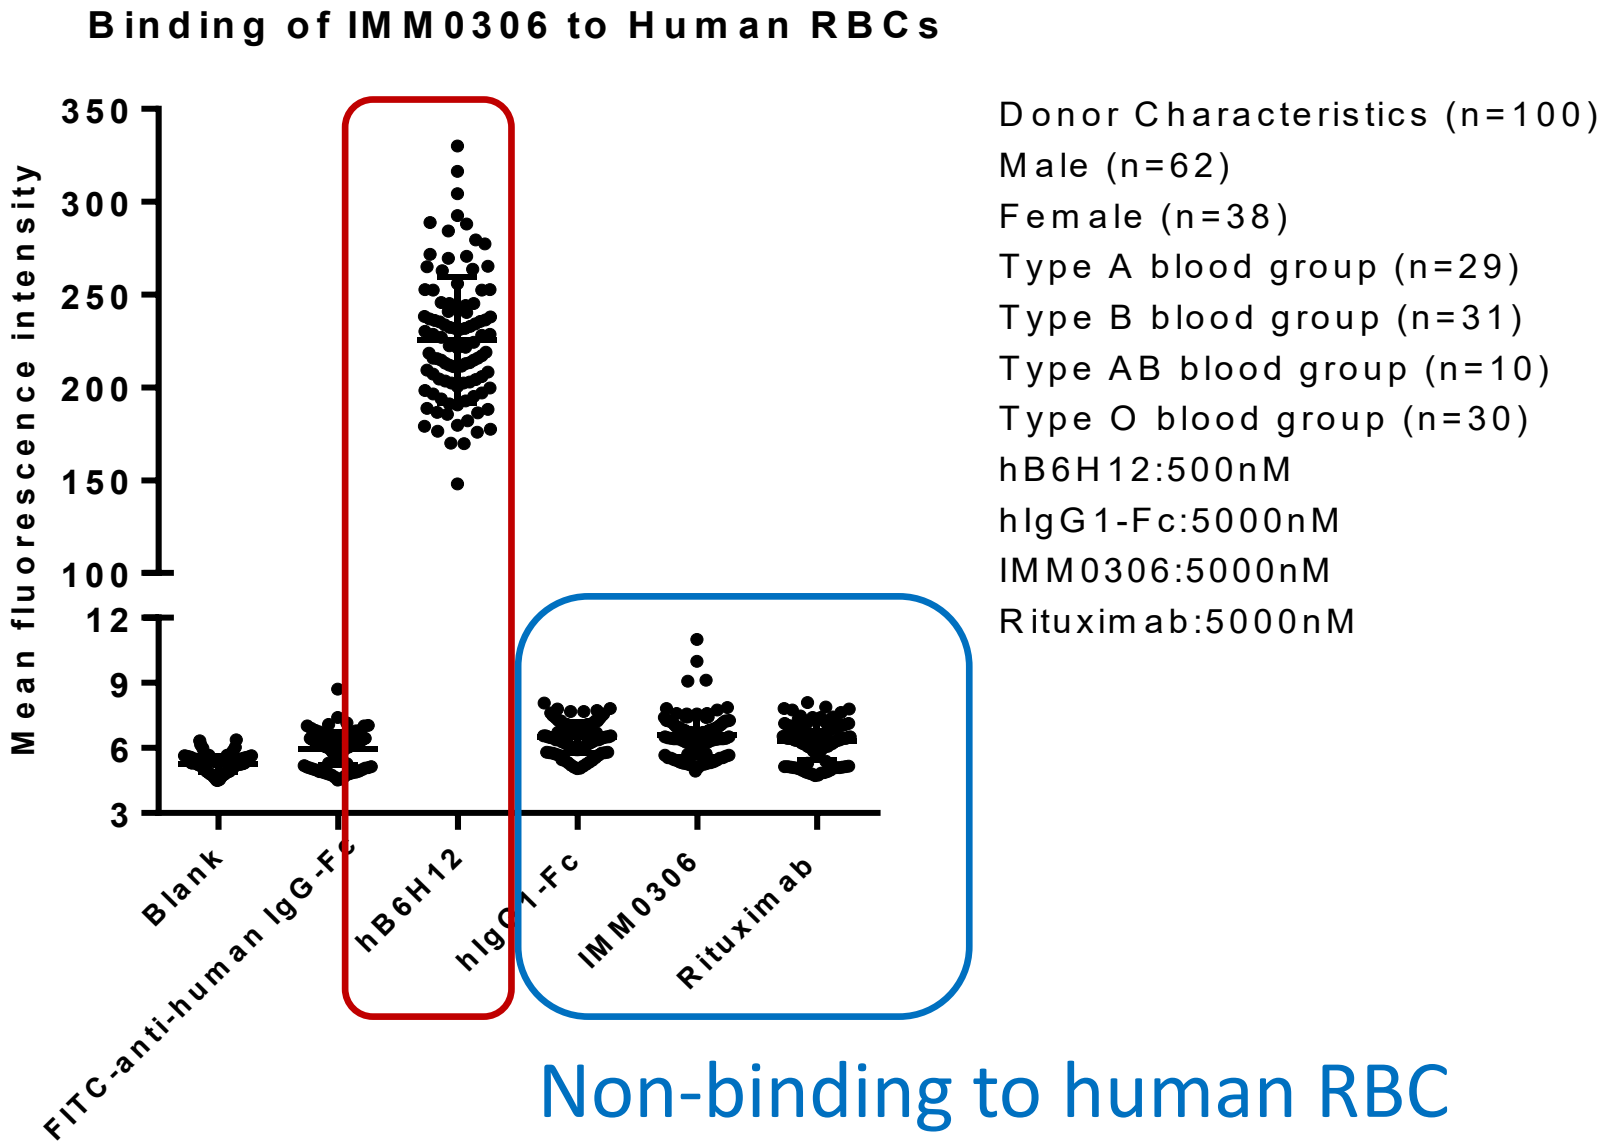 Binding of IMM0306 to Human RBCs
Mean fluorescence intensity
350
300
250
200
150
100
12
9
6
3
Blank
FITC-anti-human IgG-Fc
hB6H12
hIgG1-Fc
IMM0306
Rituximab
Donor Characteristics (n=100)
Male (n=62)
Female (n=38)
Type A blood group (n=29)
Type B blood group (n=31)
Type AB blood group (n=10)
Type O blood group (n=30)
hB6H12:500nM
hIgG1-Fc:5000nM
IMM0306:5000nM
Rituximab:5000nM
Non-binding to human RBC